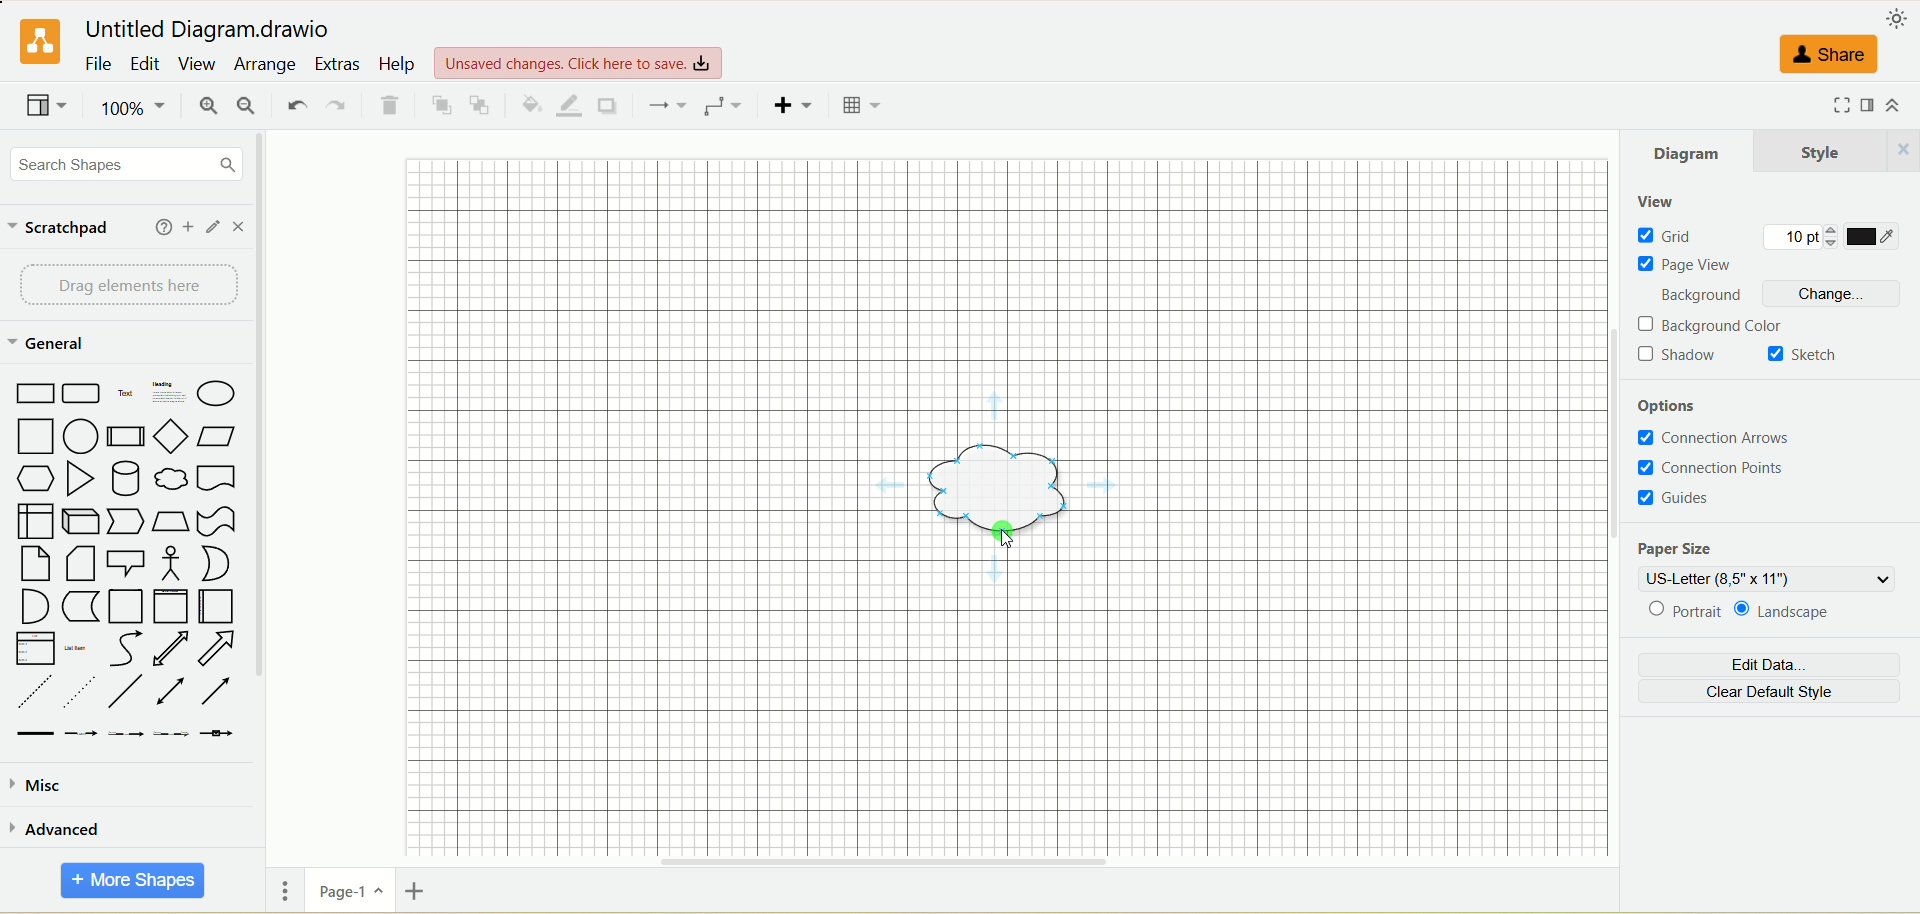 Untitled Diagram.drawio
File Edit View Arrange Extras Help Unsaved changes. Click here to save.
Share
100%
Search Shapes
Scratchpad
Drag elements here
General
Text
Heading
List Item
Misc
Advanced
+ More Shapes
Page-1
Diagram Style
View
Grid 10 pt
Page View
Background Change...
Background Color
Shadow Sketch
Options
Connection Arrows
Connection Points
Guides
Paper Size
US-Letter (8,5" x 11")
Portrait Landscape
Edit Data...
Clear Default Style